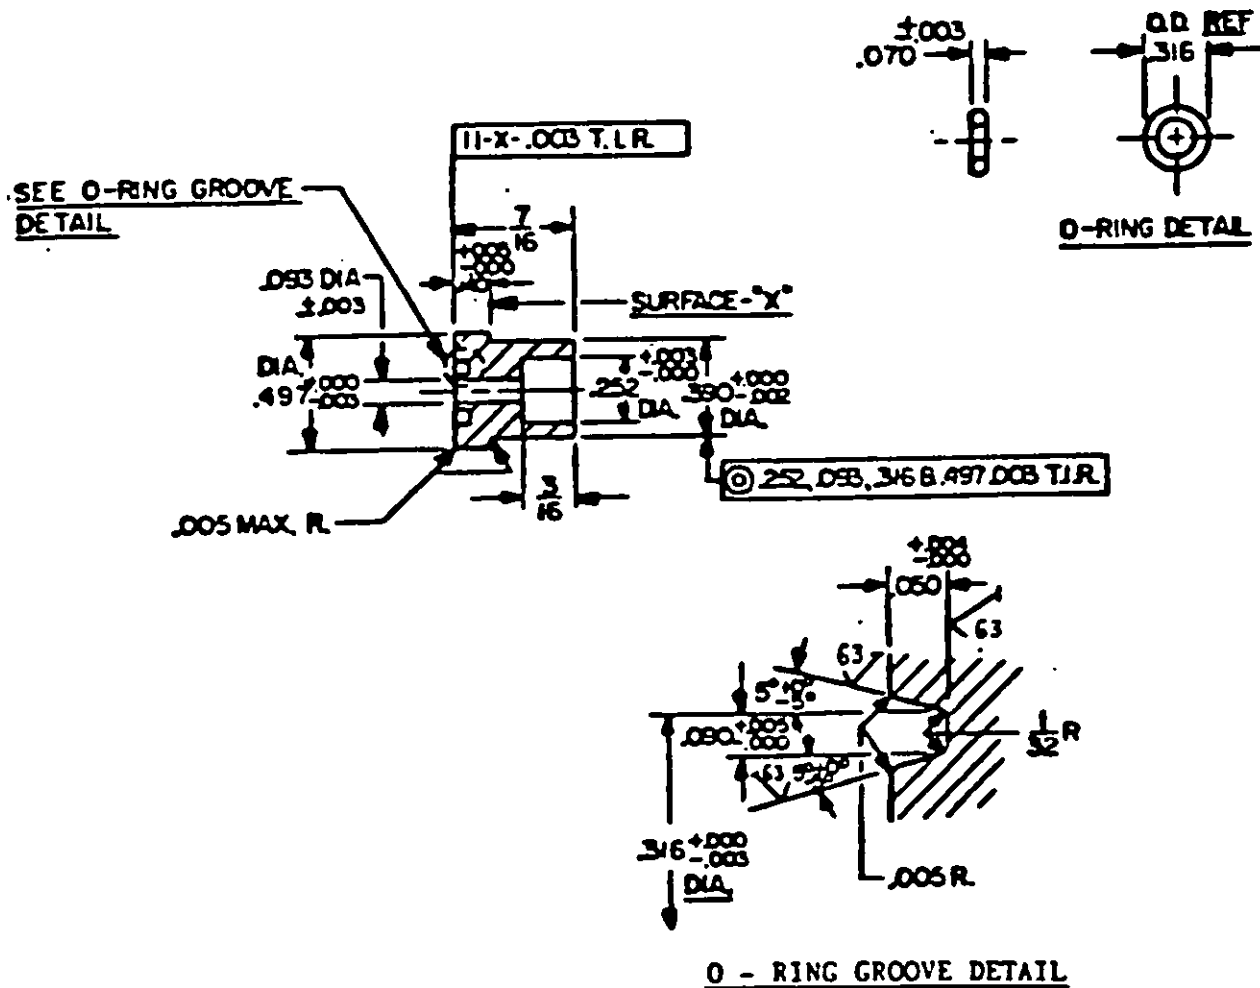 ±.003
.070
O.D. REF
.316
O-RING DETAIL
11-X-.003 T.I.R.
SEE O-RING GROOVE
DETAIL
7
16
+.005
-.000
.093 DIA
±.003
SURFACE-"X"
DIA.
.497 +.000
-.003
.252 +.003
-.000
DIA.
.390 +.000
-.002
DIA.
.252, .093, .316 & .497 .003 T.I.R.
3
16
.005 MAX. R.
+.004
-.000
.050
63
63
5° +0°
.090 +.005
-.000
63
1
32 R
.316 +.000
-.003
DIA.
.005 R.
O - RING GROOVE DETAIL